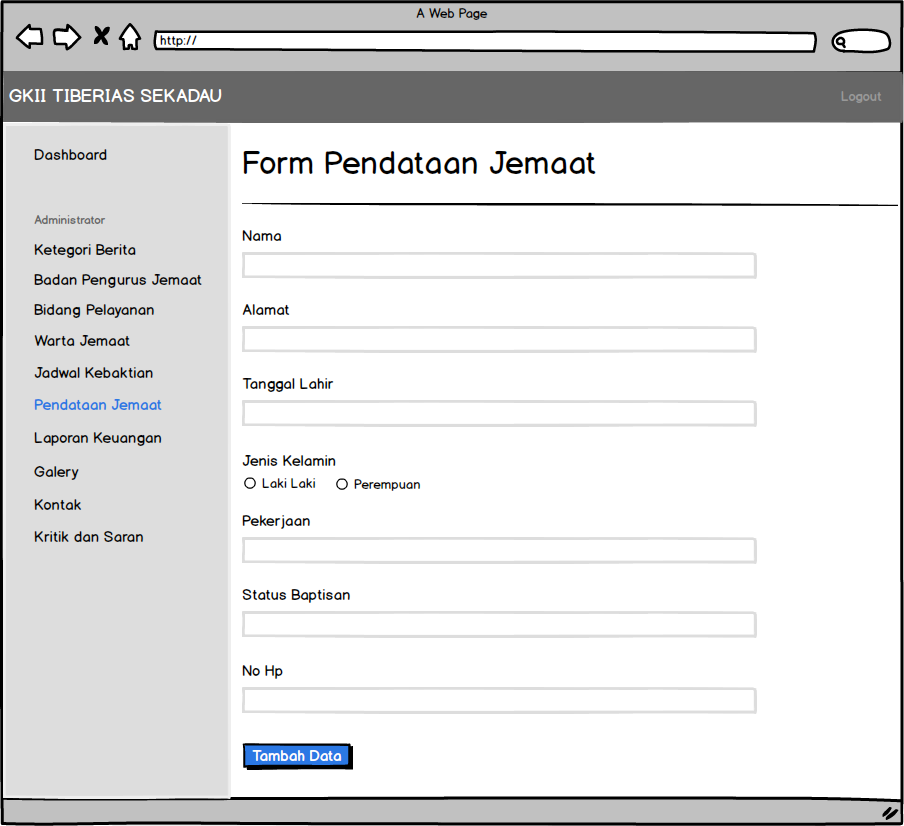 A Web Page
http://
GKII TIBERIAS SEKADAU
Logout
Dashboard
Administrator
Ketegori Berita
Badan Pengurus Jemaat
Bidang Pelayanan
Warta Jemaat
Jadwal Kebaktian
Pendataan Jemaat
Laporan Keuangan
Galery
Kontak
Kritik dan Saran
Form Pendataan Jemaat
Nama
Alamat
Tanggal Lahir
Jenis Kelamin
Laki Laki Perempuan
Pekerjaan
Status Baptisan
No Hp
Tambah Data